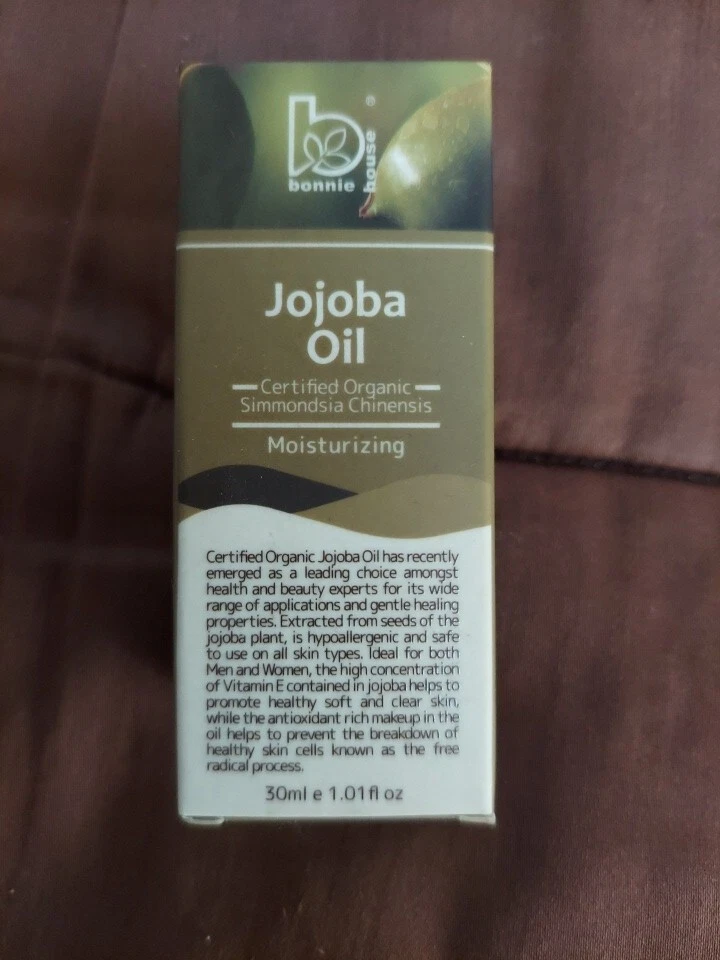 b
®
bonnie
house
Jojoba
Oil
Certified Organic
Simmondsia Chinensis
Moisturizing
Certified Organic Jojoba Oil has recently
emerged as a leading choice amongst
health and beauty experts for its wide
range of applications and gentle healing
properties. Extracted from seeds of the
jojoba plant, is hypoallergenic and safe
to use on all skin types. Ideal for both
Men and Women, the high concentration
of Vitamin E contained in jojoba helps to
promote healthy soft and clear skin,
while the antioxidant rich makeup in the
oil helps to prevent the breakdown of
healthy skin cells known as the free
radical process.
30ml e 1.01fl oz